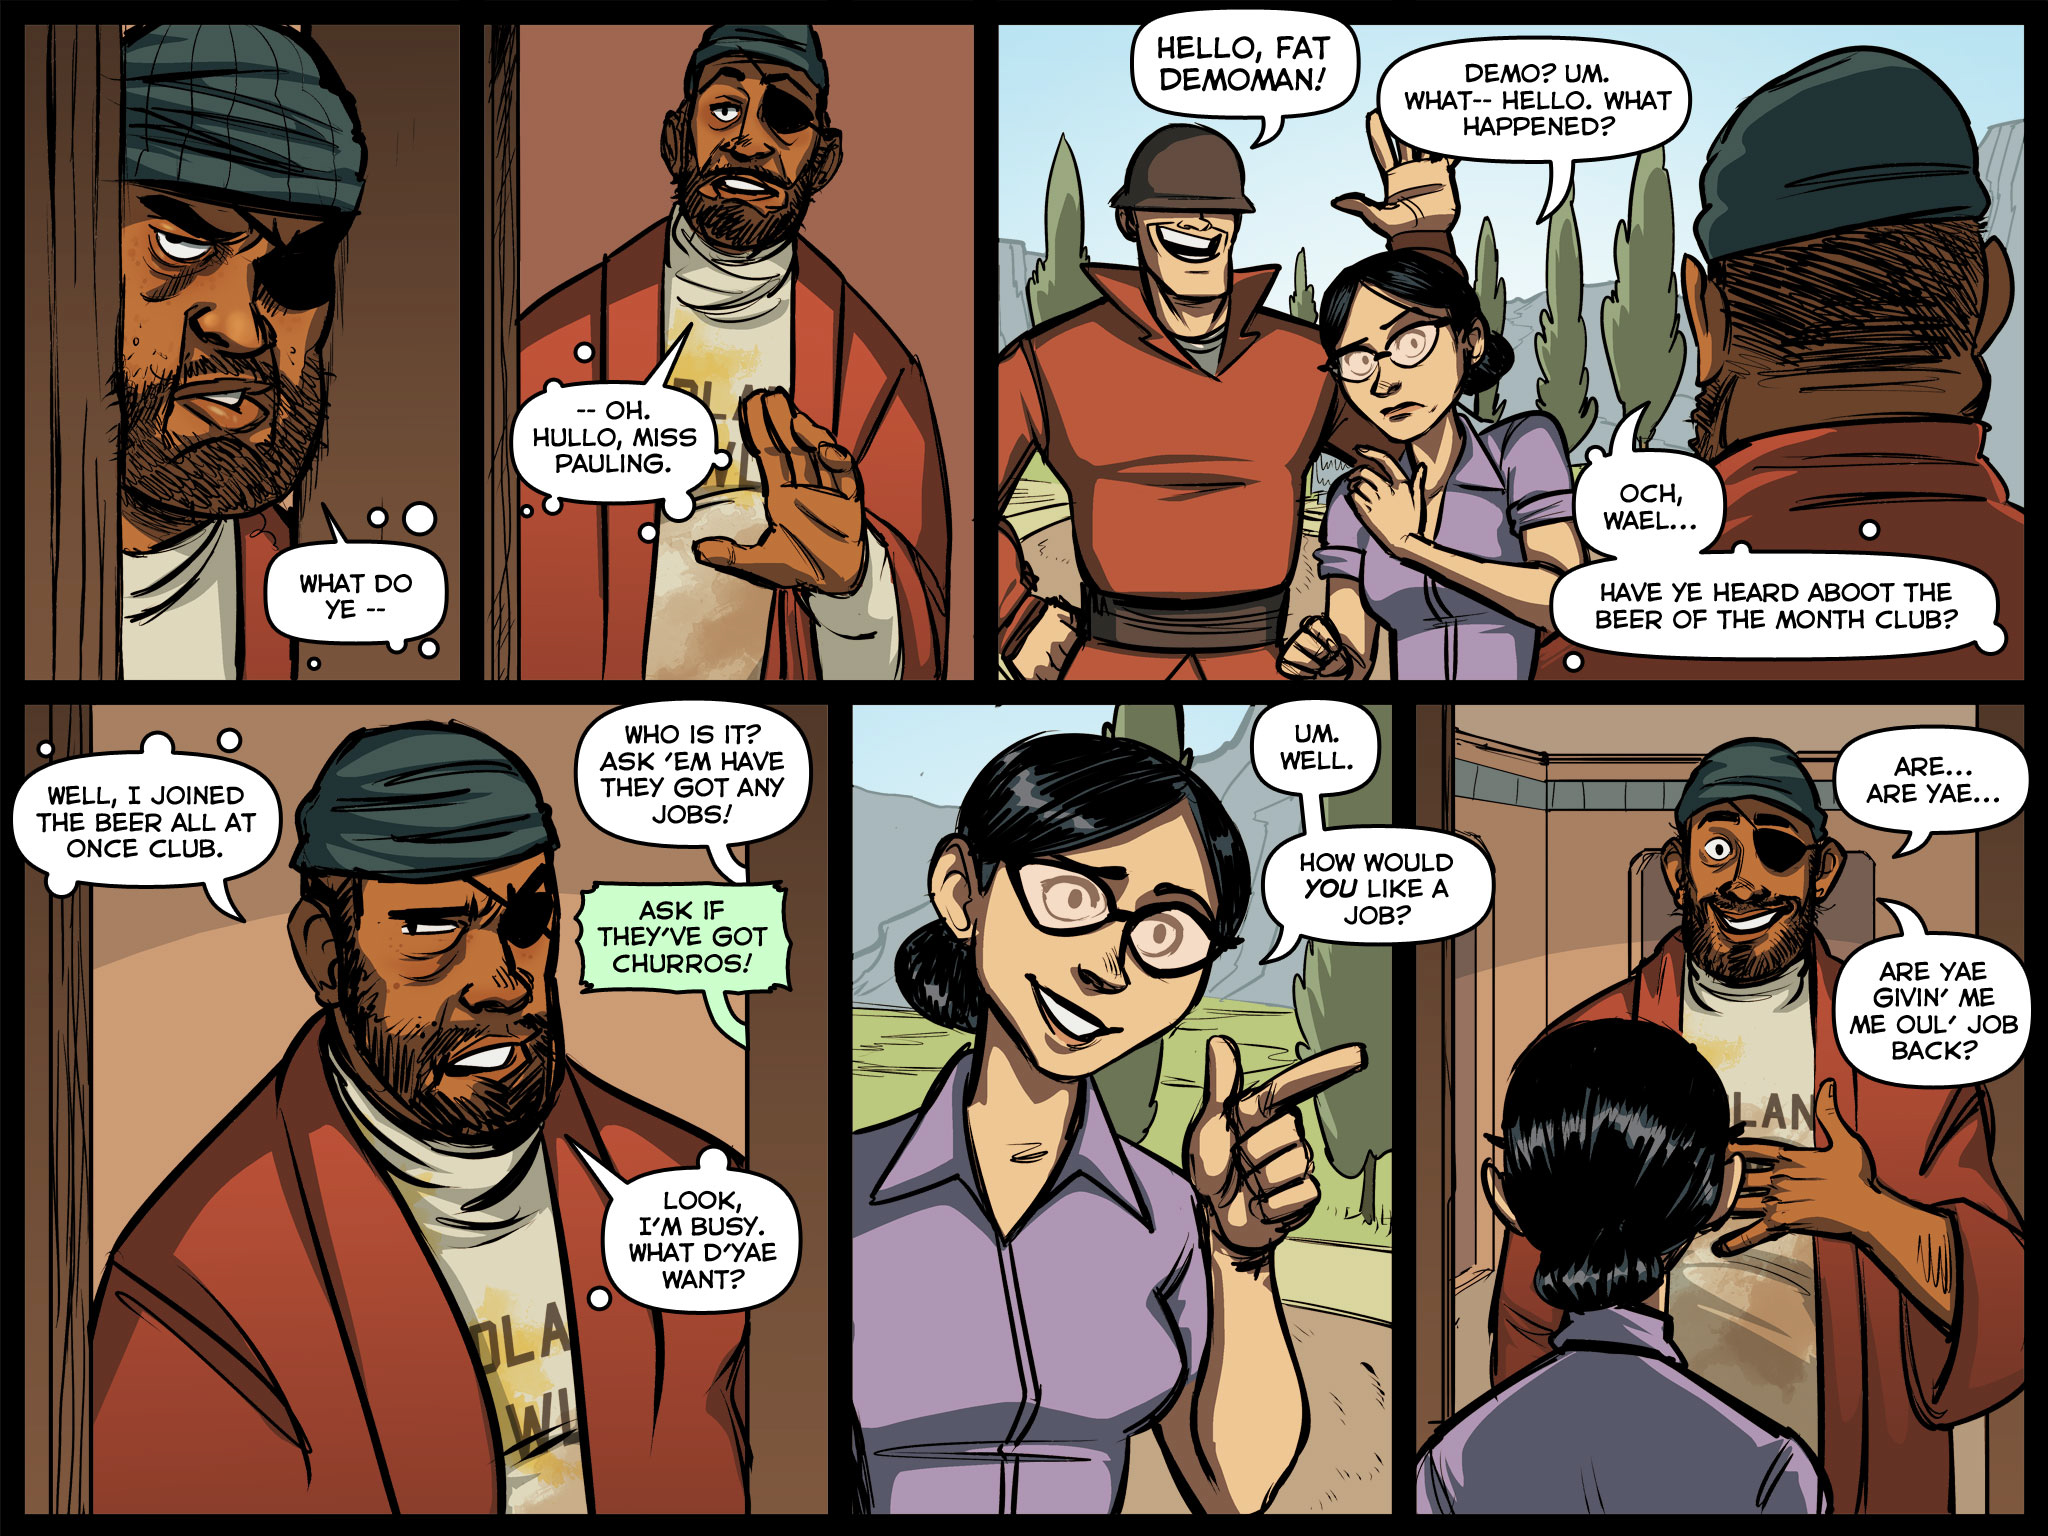 WHAT DO
YE --
-- OH.
HULLO, MISS
PAULING.
HELLO, FAT
DEMOMAN!
DEMO? UM.
WHAT-- HELLO. WHAT
HAPPENED?
OCH,
WAEL...
HAVE YE HEARD ABOOT THE
BEER OF THE MONTH CLUB?
WELL, I JOINED
THE BEER ALL AT
ONCE CLUB.
WHO IS IT?
ASK 'EM HAVE
THEY GOT ANY
JOBS!
ASK IF
THEY'VE GOT
CHURROS!
LOOK,
I'M BUSY.
WHAT D'YAE
WANT?
DLA
WL
UM.
WELL.
HOW WOULD
YOU LIKE A
JOB?
ARE...
ARE YAE...
ARE YAE
GIVIN' ME
ME OUL' JOB
BACK?
LAN